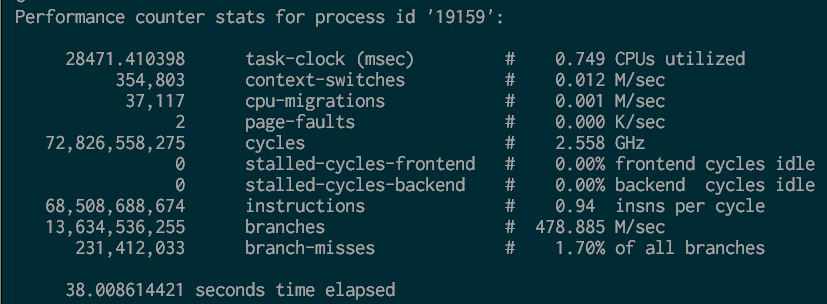 Performance counter stats for process id '19159':
28471.410398 task-clock (msec) # 0.749 CPUs utilized
354,803 context-switches # 0.012 M/sec
37,117 cpu-migrations # 0.001 M/sec
2 page-faults # 0.000 K/sec
72,826,558,275 cycles # 2.558 GHz
0 stalled-cycles-frontend # 0.00% frontend cycles idle
0 stalled-cycles-backend # 0.00% backend cycles idle
68,508,688,674 instructions # 0.94 insns per cycle
13,634,536,255 branches # 478.885 M/sec
231,412,033 branch-misses # 1.70% of all branches
38.008614421 seconds time elapsed